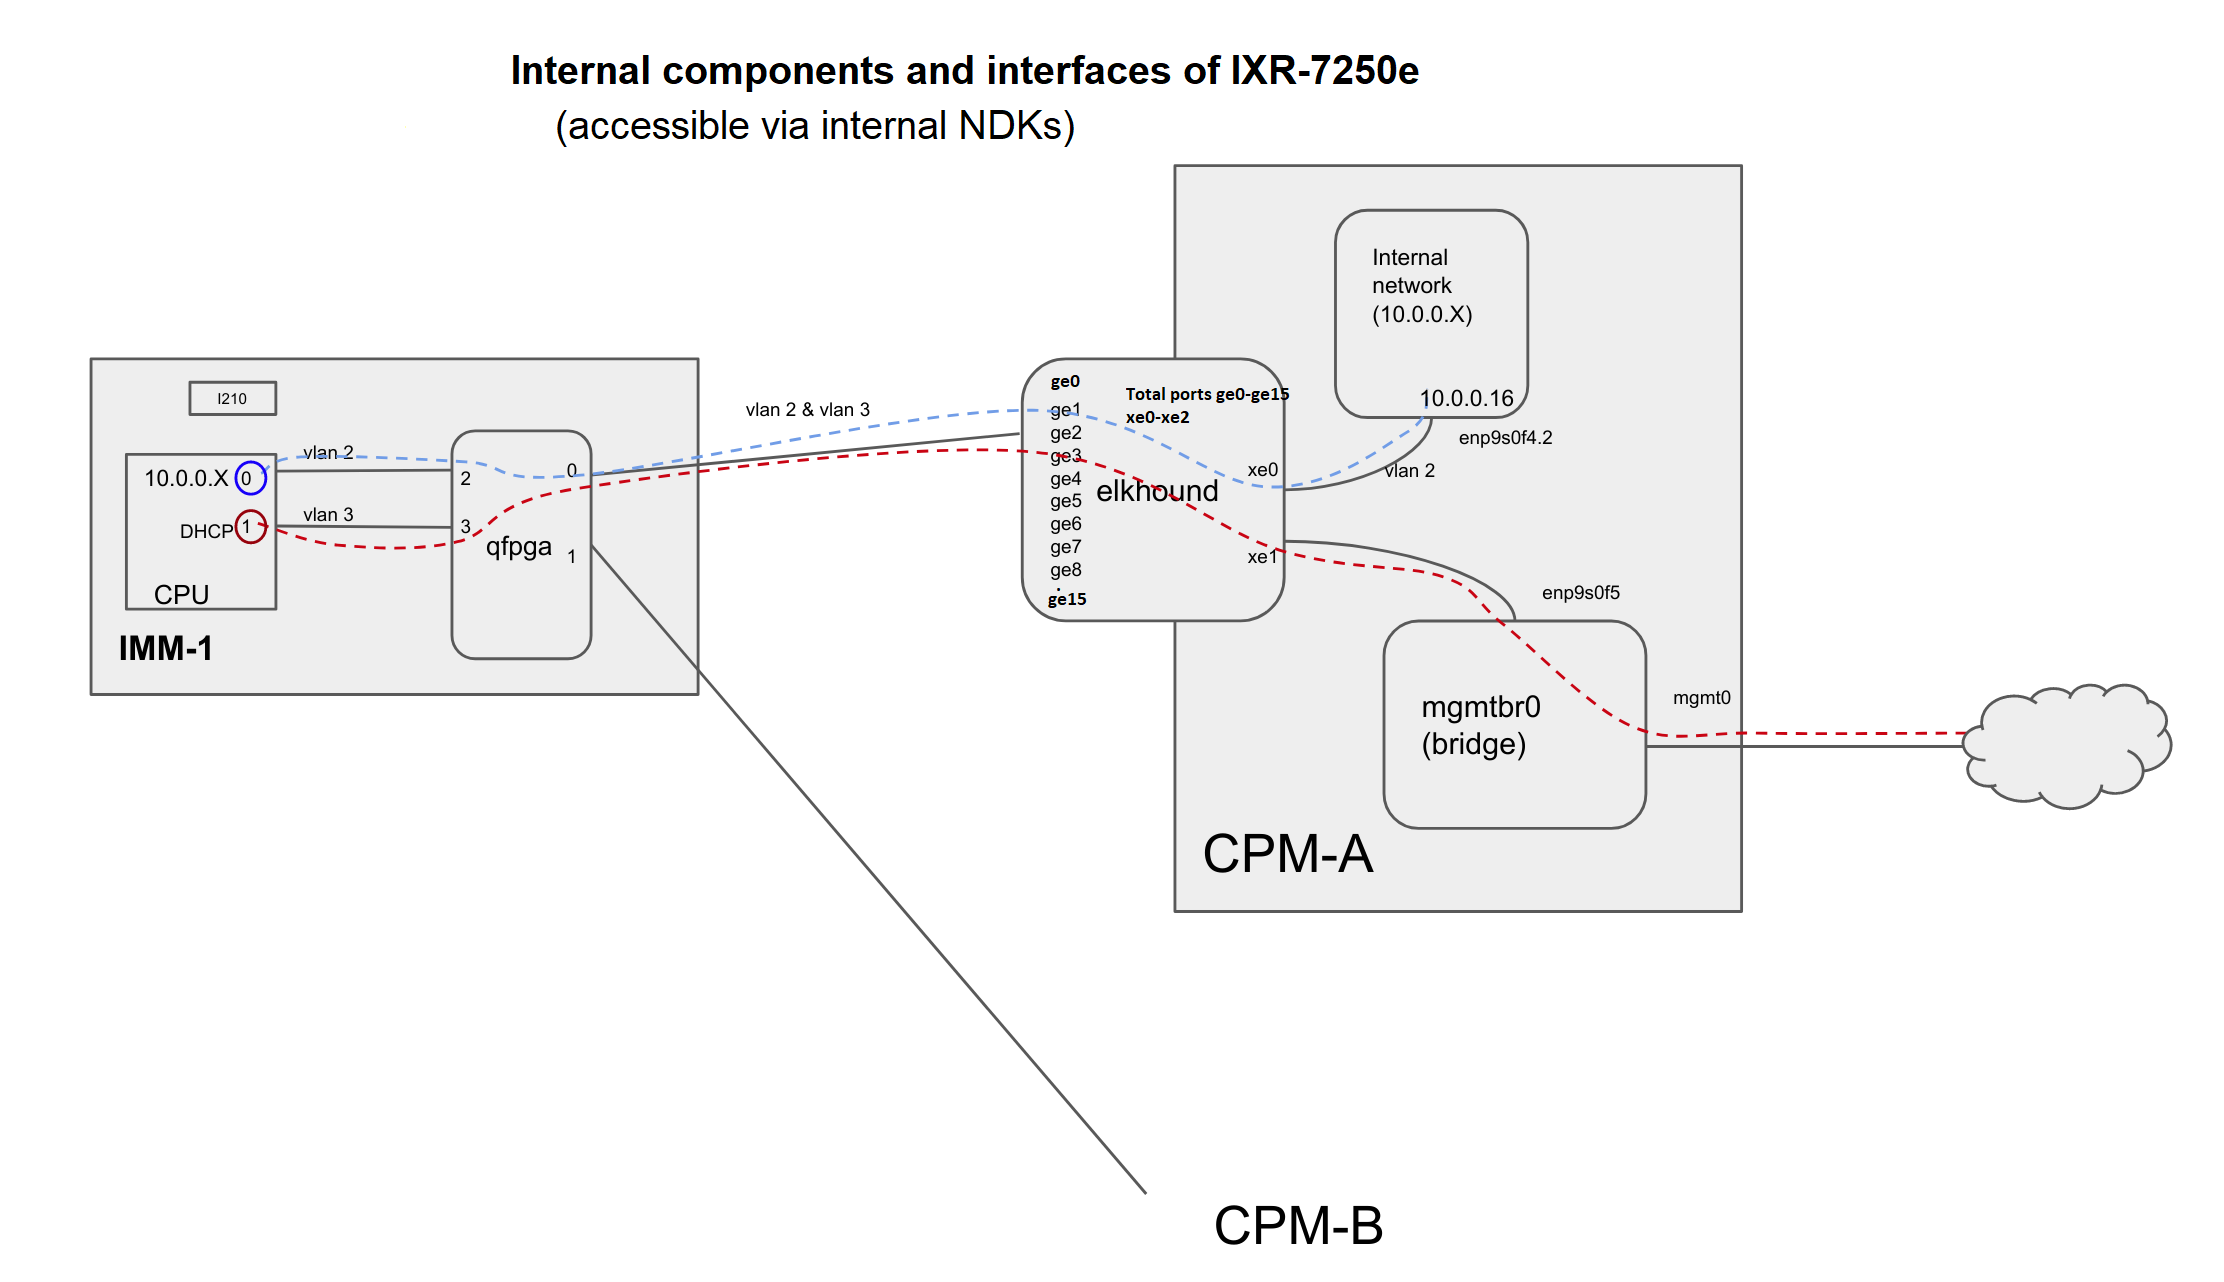 Internal components and interfaces of IXR-7250e
(accessible via internal NDKs)
I210
10.0.0.X
0
DHCP
1
CPU
IMM-1
vlan 2
vlan 3
2
3
qfpga
0
1
vlan 2 & vlan 3
ge0
ge1
ge2
ge3
ge4
ge5
ge6
ge7
ge8
.
ge15
Total ports ge0-ge15
xe0-xe2
elkhound
xe0
xe1
Internal
network
(10.0.0.X)
10.0.0.16
enp9s0f4.2
vlan 2
enp9s0f5
mgmtbr0
(bridge)
mgmt0
CPM-A
CPM-B